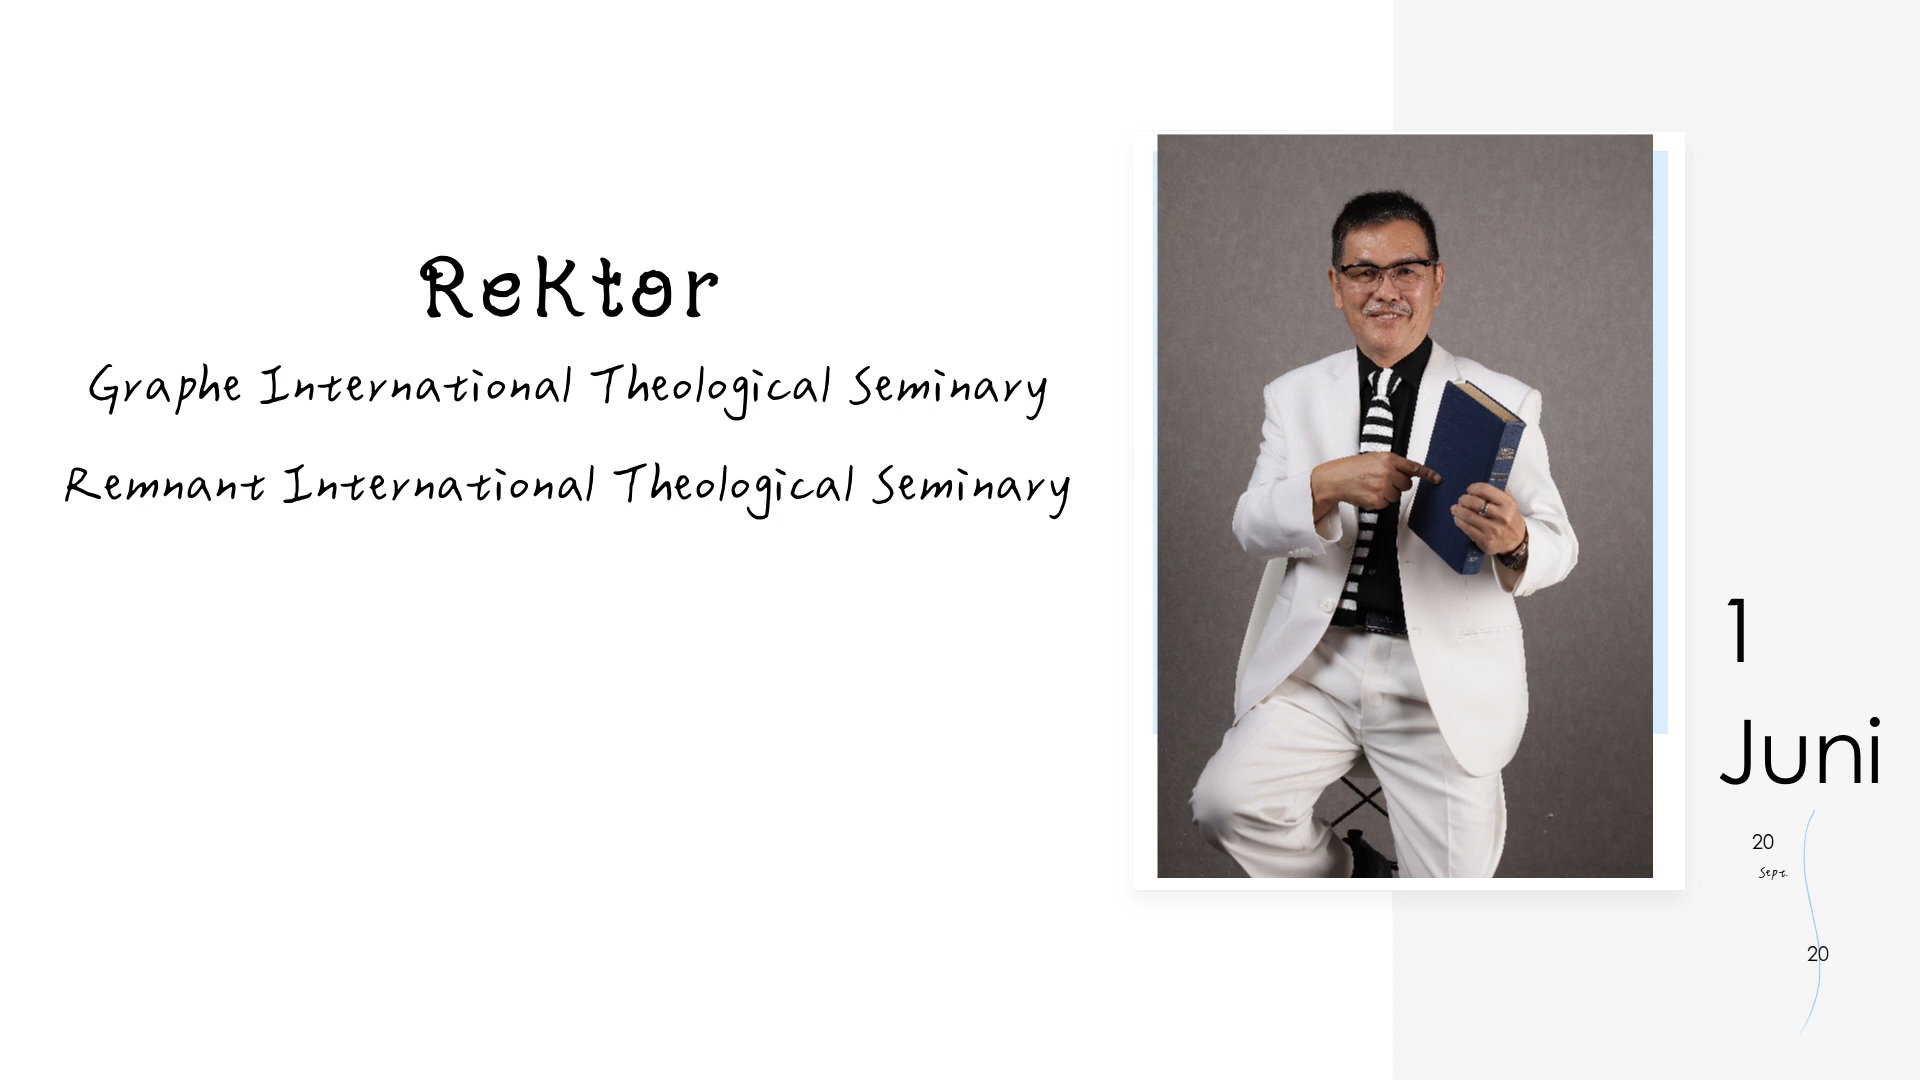 Rektor
Graphe International Theological Seminary
Remnant International Theological Seminary
1
Juni
20
Sept.
20